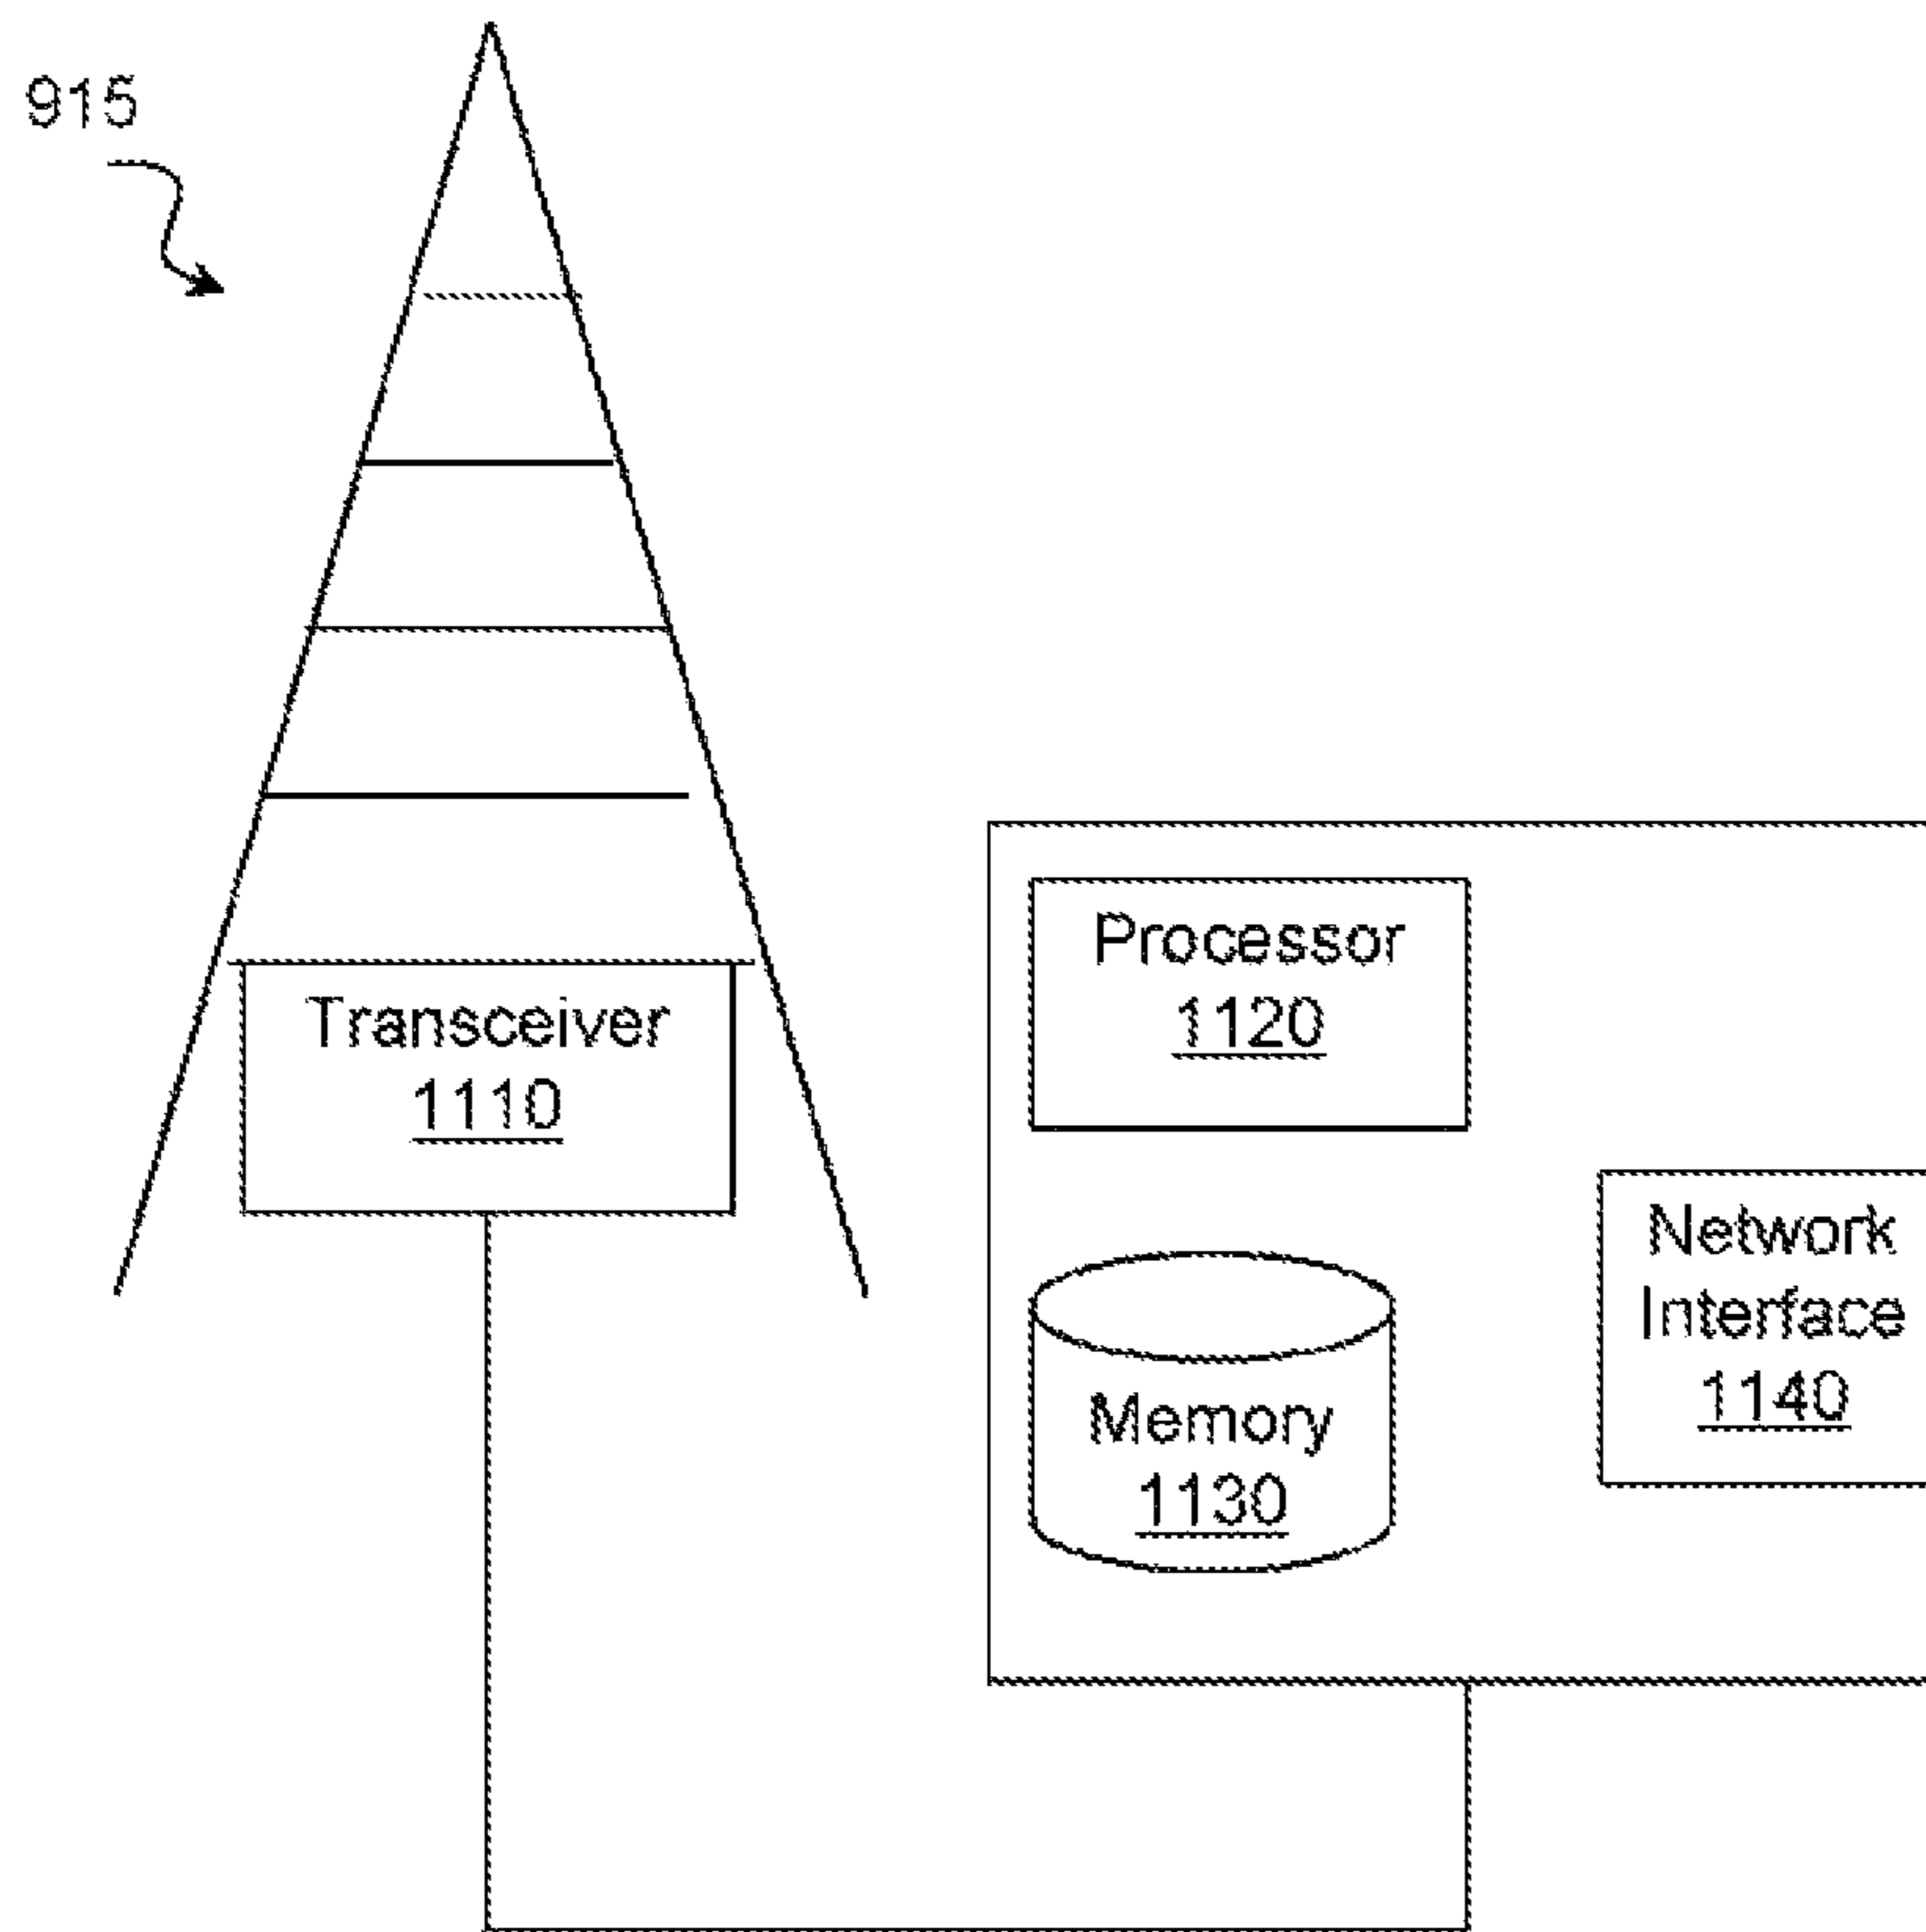 915
Transceiver
1110
Processor
1120
Memory
1130
Network
Interface
1140